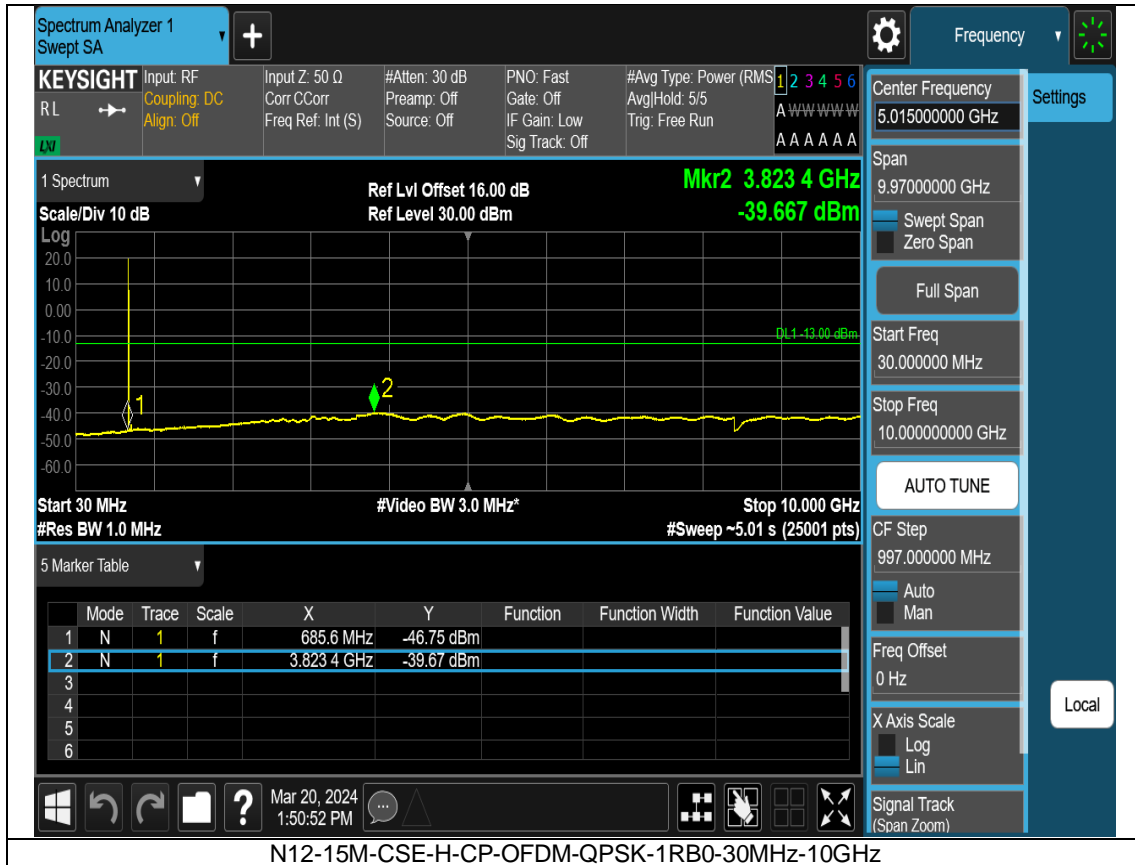 Spectrum Analyzer 1
Swept SA
Frequency
KEYSIGHT
RL
LXI
Input: RF
Coupling: DC
Align: Off
Input Z: 50 Ω
Corr CCorr
Freq Ref: Int (S)
#Atten: 30 dB
Preamp: Off
Source: Off
PNO: Fast
Gate: Off
IF Gain: Low
Sig Track: Off
#Avg Type: Power (RMS
Avg|Hold: 5/5
Trig: Free Run
1 2 3 4 5 6
A W W W W W
A A A A A A
1 Spectrum
Scale/Div 10 dB
Ref Lvl Offset 16.00 dB
Ref Level 30.00 dBm
Mkr2 3.823 4 GHz
-39.667 dBm
Log
20.0
10.0
0.00
-10.0
-20.0
-30.0
-40.0
-50.0
-60.0
DL1 -13.00 dBm
1
2
Start 30 MHz
#Res BW 1.0 MHz
#Video BW 3.0 MHz*
Stop 10.000 GHz
#Sweep ~5.01 s (25001 pts)
5 Marker Table
Mode Trace Scale X Y Function Function Width Function Value
1 N 1 f 685.6 MHz -46.75 dBm
2 N 1 f 3.823 4 GHz -39.67 dBm
3
4
5
6
Mar 20, 2024
1:50:52 PM
Center Frequency
5.015000000 GHz
Settings
Span
9.97000000 GHz
Swept Span
Zero Span
Full Span
Start Freq
30.000000 MHz
Stop Freq
10.000000000 GHz
AUTO TUNE
CF Step
997.000000 MHz
Auto
Man
Freq Offset
0 Hz
X Axis Scale
Log
Lin
Signal Track
(Span Zoom)
Local
N12-15M-CSE-H-CP-OFDM-QPSK-1RB0-30MHz-10GHz